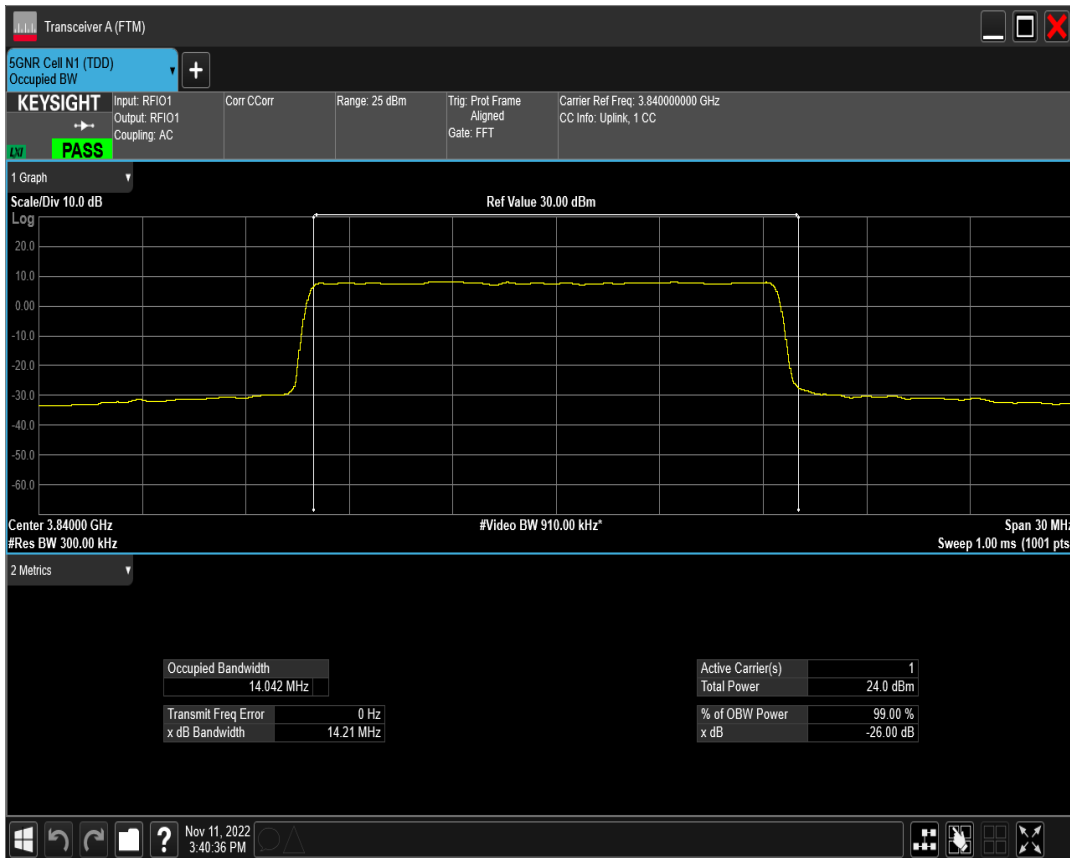 Transceiver A (FTM)
5GNR Cell N1 (TDD)
Occupied BW
+
KEYSIGHT
Input: RFIO1
Output: RFIO1
Coupling: AC
Corr CCorr
Range: 25 dBm
Trig: Prot Frame
Aligned
Gate: FFT
Carrier Ref Freq: 3.840000000 GHz
CC Info: Uplink, 1 CC
LXI
PASS
1 Graph
Scale/Div 10.0 dB
Ref Value 30.00 dBm
Log
20.0
10.0
0.00
-10.0
-20.0
-30.0
-40.0
-50.0
-60.0
Center 3.84000 GHz
#Video BW 910.00 kHz*
Span 30 MHz
#Res BW 300.00 kHz
Sweep 1.00 ms (1001 pts
2 Metrics
Occupied Bandwidth
14.042 MHz
Transmit Freq Error 0 Hz
x dB Bandwidth 14.21 MHz
Active Carrier(s) 1
Total Power 24.0 dBm
% of OBW Power 99.00 %
x dB -26.00 dB
?
Nov 11, 2022
3:40:36 PM